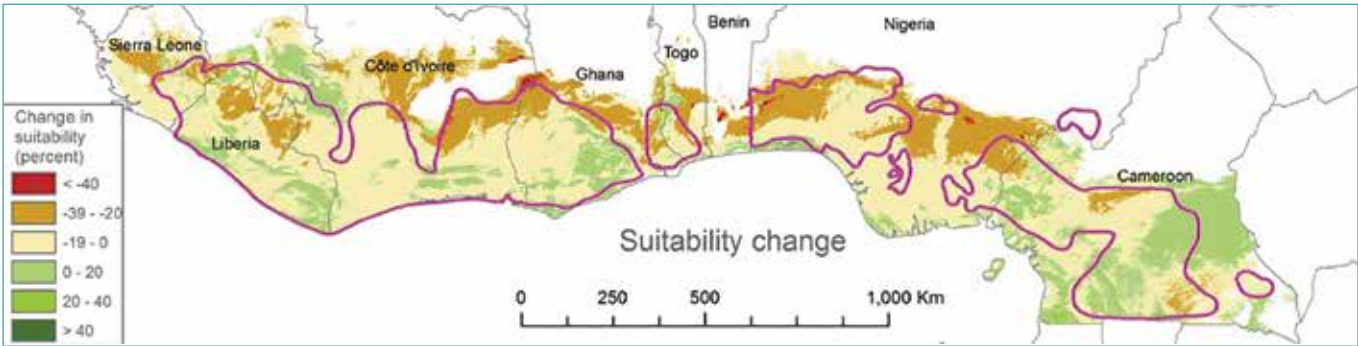 Sierra Leone
Côte d'Ivoire
Ghana
Togo
Benin
Nigeria
Liberia
Cameroon
Change in
suitability
(percent)
< -40
-39 - -20
-19 - 0
0 - 20
20 - 40
> 40
Suitability change
0 250 500 1,000 Km